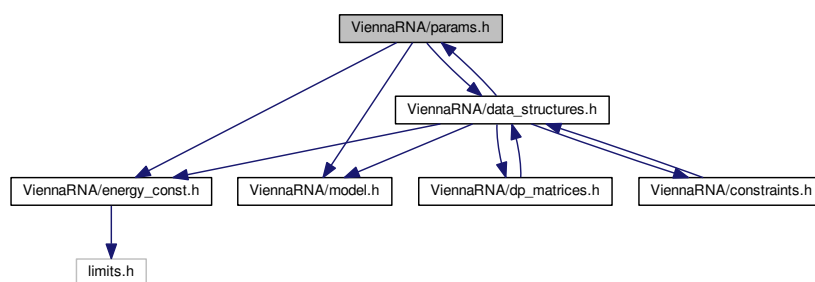 ViennaRNA/params.h
ViennaRNA/data_structures.h
ViennaRNA/energy_const.h
ViennaRNA/model.h
ViennaRNA/dp_matrices.h
ViennaRNA/constraints.h
limits.h